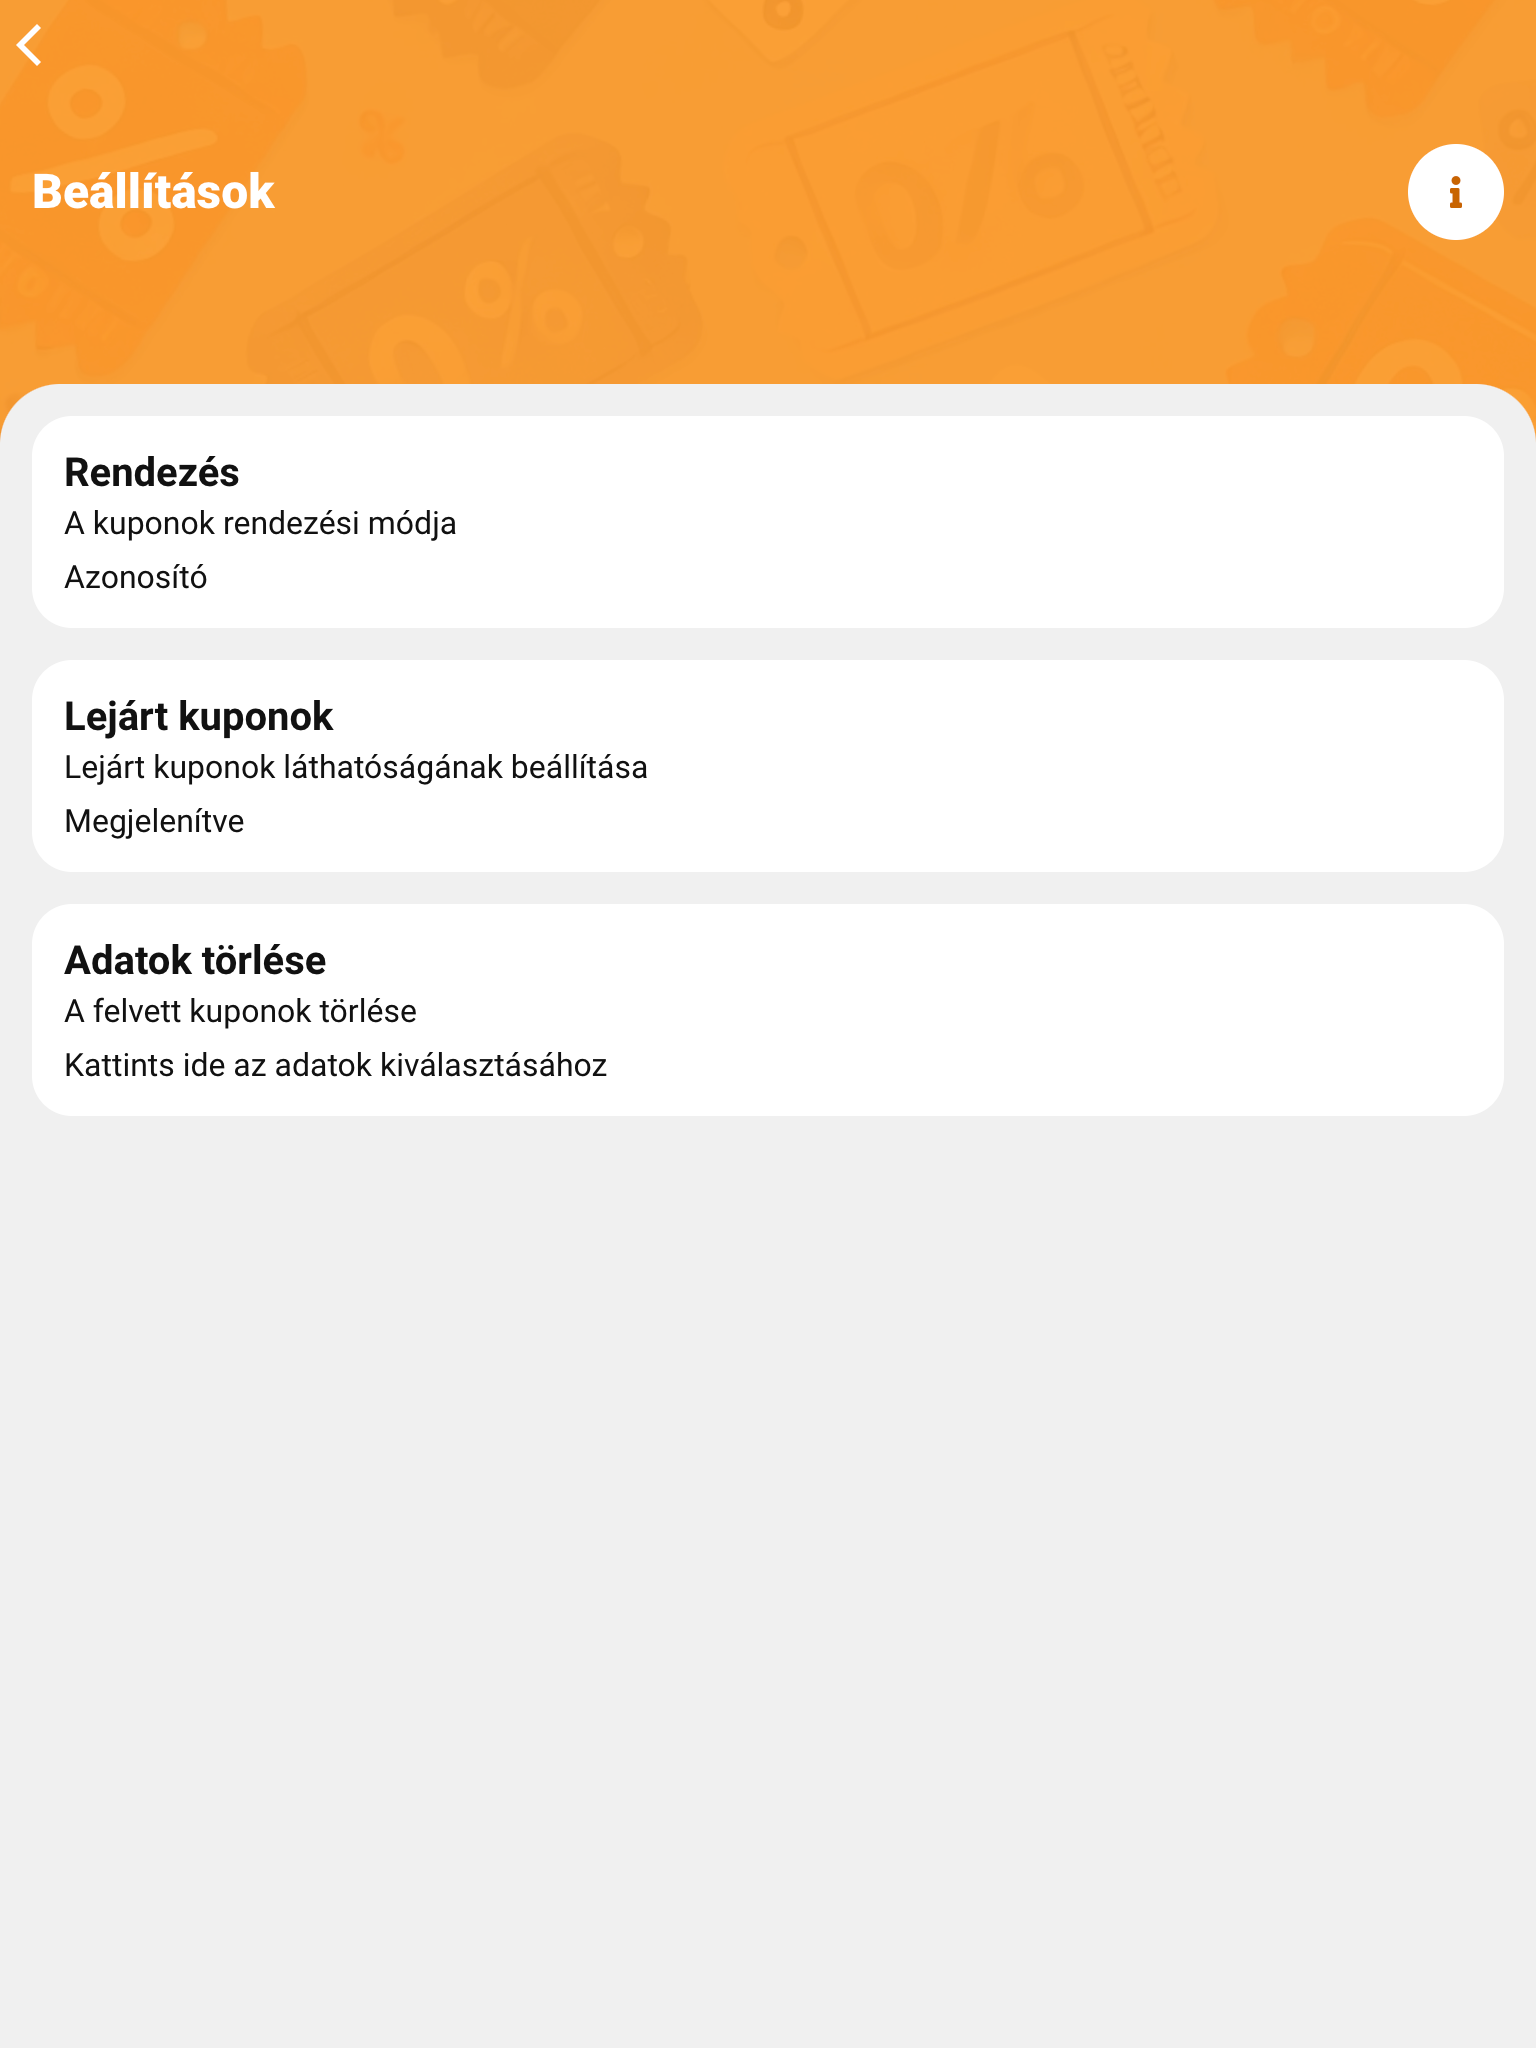 Beállítások
Rendezés
A kuponok rendezési módja
Azonosító
Lejárt kuponok
Lejárt kuponok láthatóságának beállítása
Megjelenítve
Adatok törlése
A felvett kuponok törlése
Kattints ide az adatok kiválasztásához